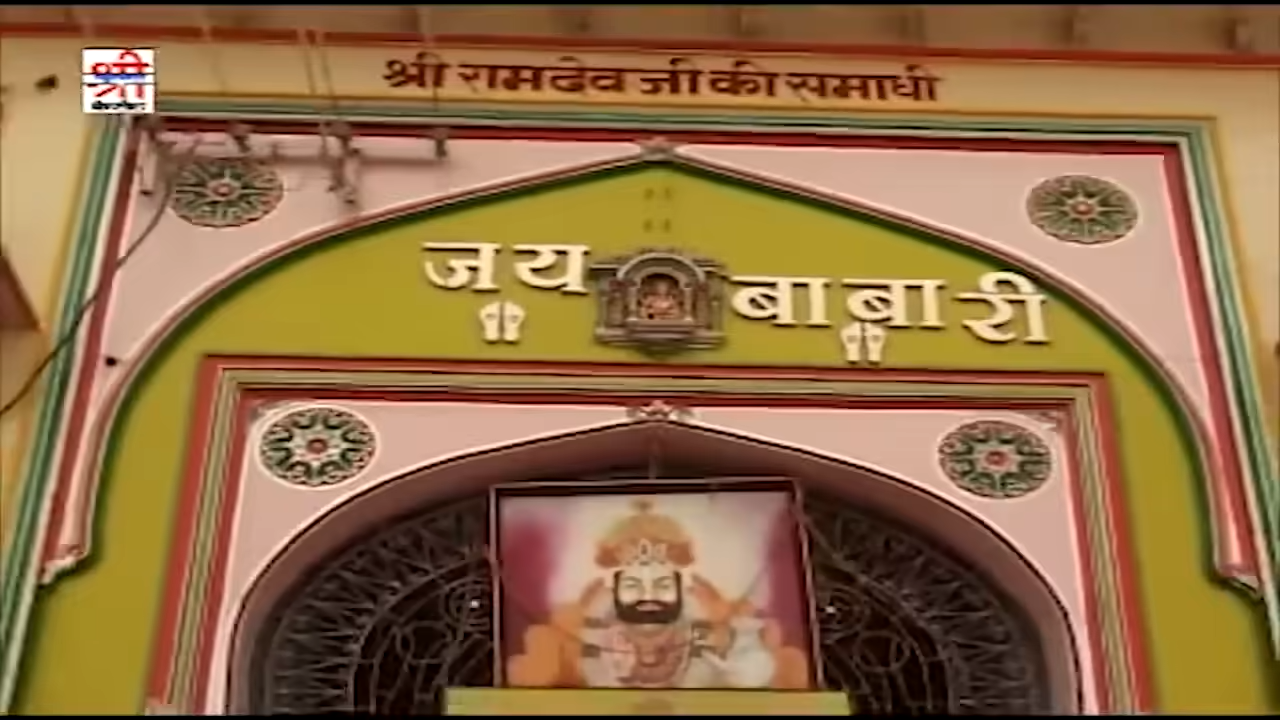 श्री
श्री रामदेव जी की समाधी
जय बाबा री